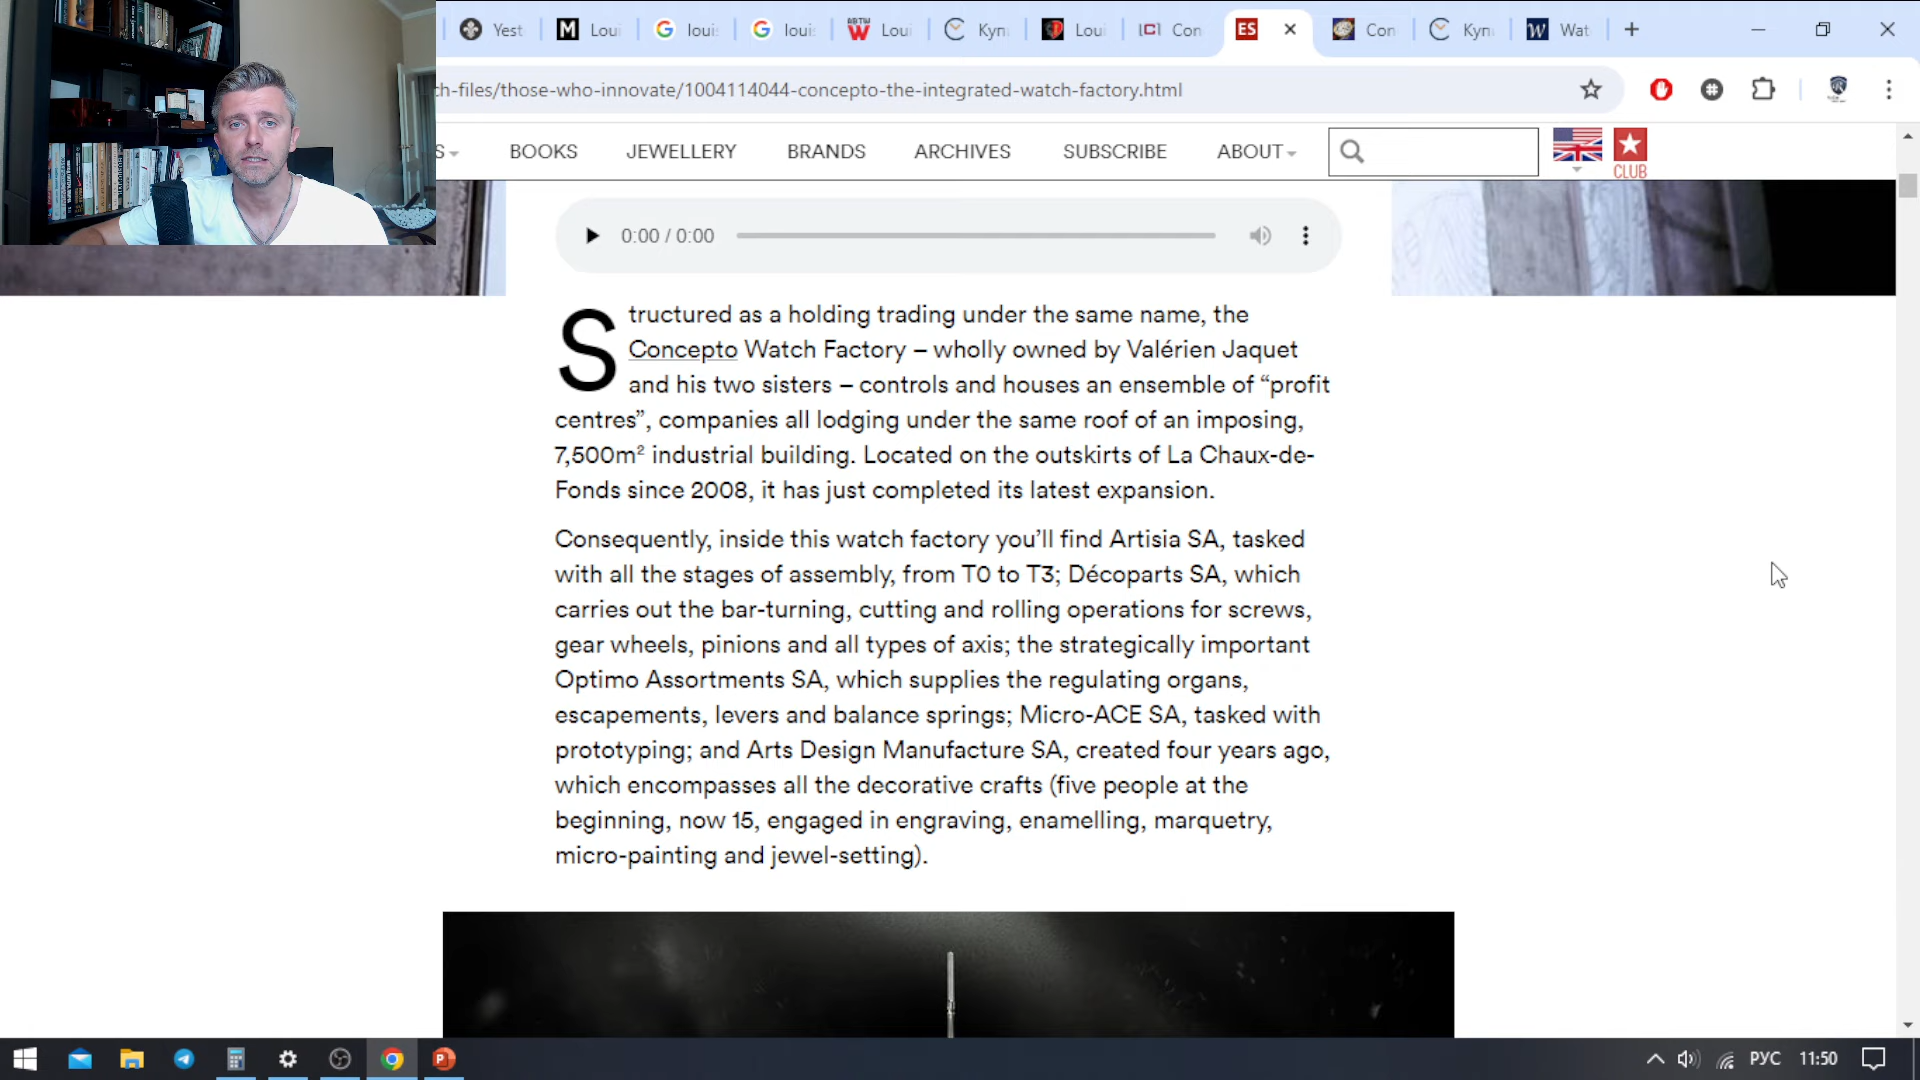 Yest
Loui
louis
louis
ABTW
W
Loui
Kyn
Loui
Con
ES
Con
Kyn
W
Wat
ch-files/those-who-innovate/1004114044-concepto-the-integrated-watch-factory.html
S
BOOKS
JEWELLERY
BRANDS
ARCHIVES
SUBSCRIBE
ABOUT
CLUB
0:00 / 0:00
Structured as a holding trading under the same name, the
Concepto Watch Factory – wholly owned by Valérien Jaquet
and his two sisters – controls and houses an ensemble of “profit
centres”, companies all lodging under the same roof of an imposing,
7,500m² industrial building. Located on the outskirts of La Chaux-de-
Fonds since 2008, it has just completed its latest expansion.
Consequently, inside this watch factory you’ll find Artisia SA, tasked
with all the stages of assembly, from T0 to T3; Décoparts SA, which
carries out the bar-turning, cutting and rolling operations for screws,
gear wheels, pinions and all types of axis; the strategically important
Optimo Assortments SA, which supplies the regulating organs,
escapements, levers and balance springs; Micro-ACE SA, tasked with
prototyping; and Arts Design Manufacture SA, created four years ago,
which encompasses all the decorative crafts (five people at the
beginning, now 15, engaged in engraving, enamelling, marquetry,
micro-painting and jewel-setting).
РУС
11:50